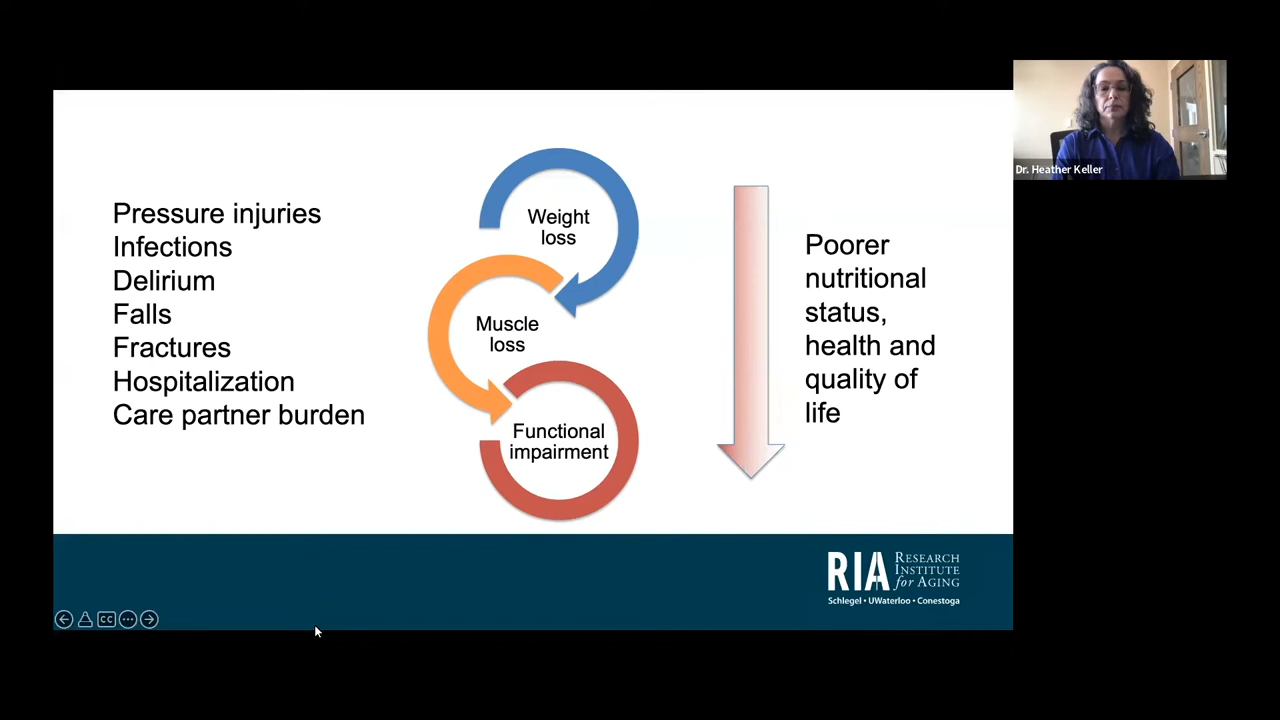 Pressure injuries
Infections
Delirium
Falls
Fractures
Hospitalization
Care partner burden
Weight
loss
Muscle
loss
Functional
impairment
Poorer
nutritional
status,
health and
quality of
life
Dr. Heather Keller
RIA
RESEARCH
INSTITUTE
for AGING
Schlegel • UWaterloo • Conestoga
CC